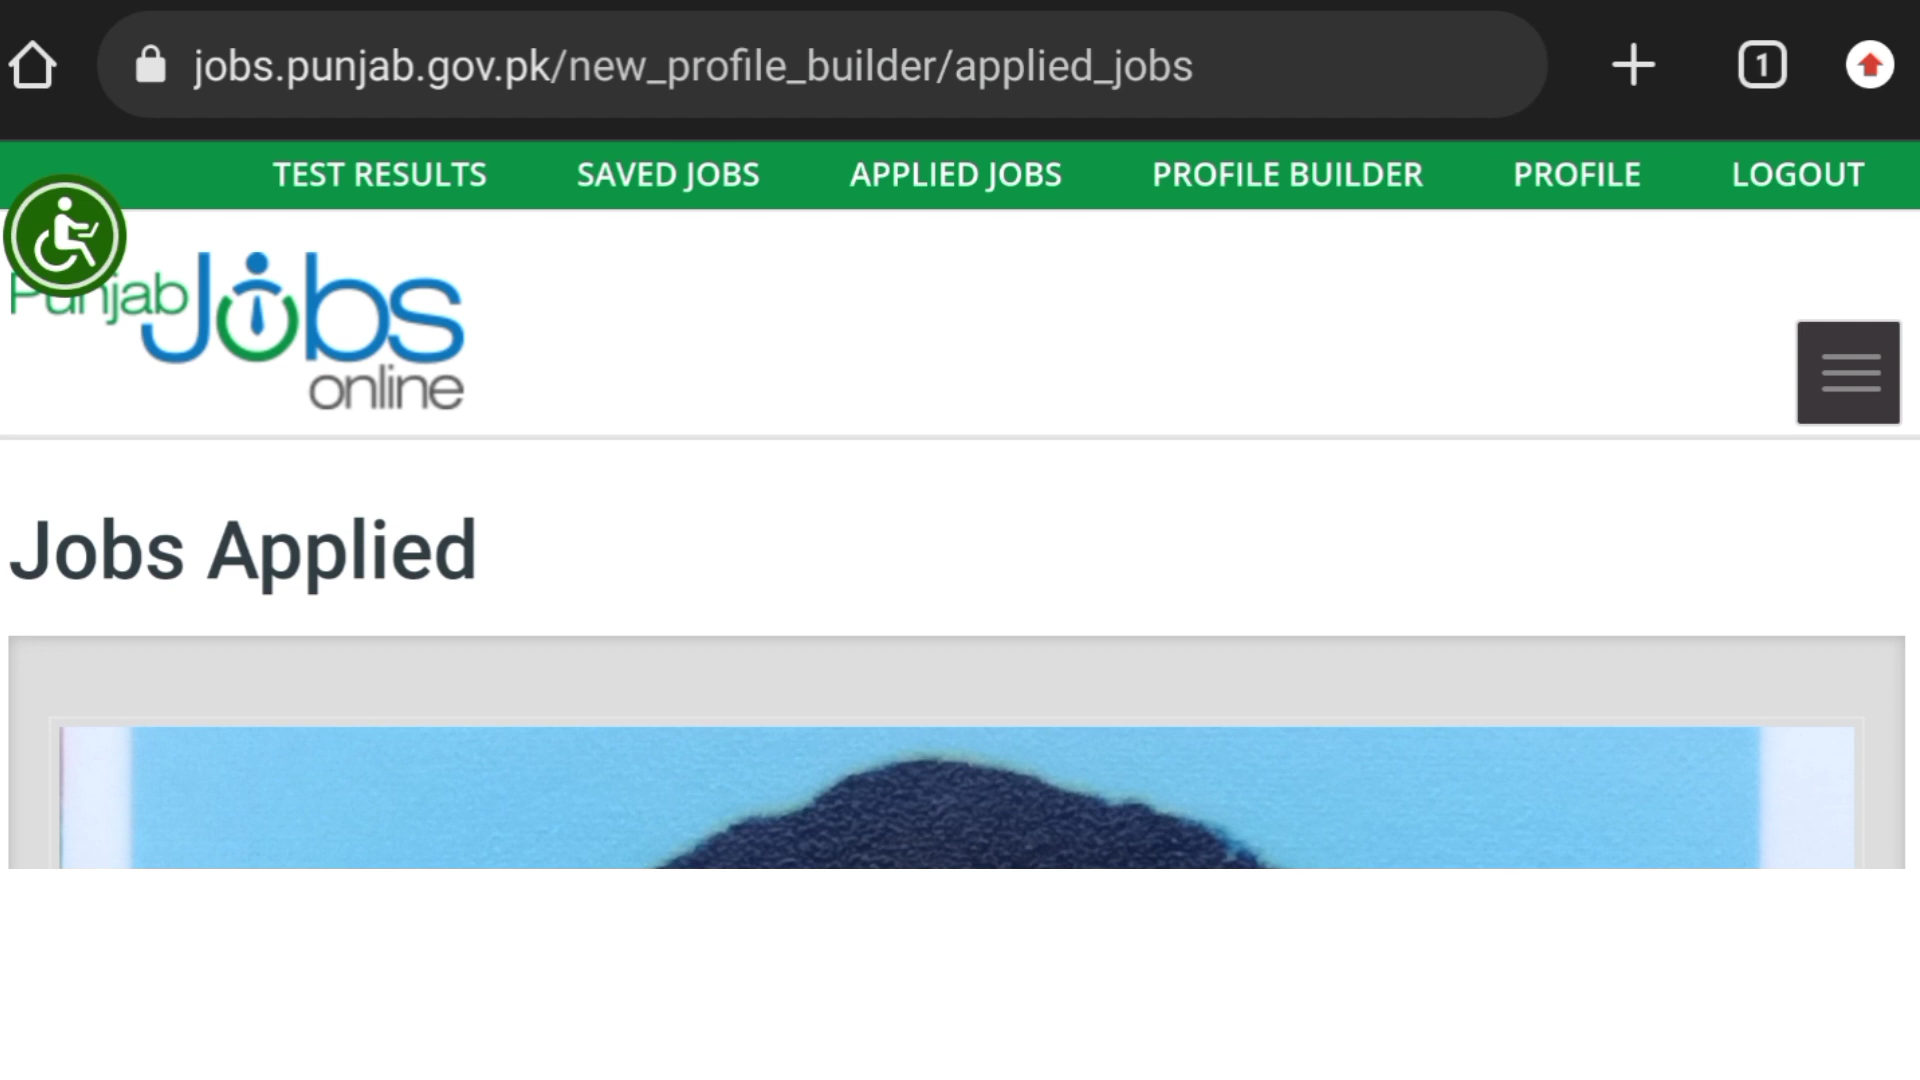 jobs.punjab.gov.pk/new_profile_builder/applied_jobs
1
TEST RESULTS SAVED JOBS APPLIED JOBS PROFILE BUILDER PROFILE LOGOUT
Punjab Jobs
online
Jobs Applied